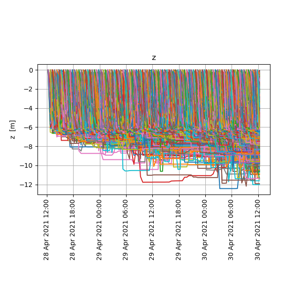 z
0
−2
−4
−6
−8
−10
−12
z [m]
28 Apr 2021 12:00
28 Apr 2021 18:00
29 Apr 2021 00:00
29 Apr 2021 06:00
29 Apr 2021 12:00
29 Apr 2021 18:00
30 Apr 2021 00:00
30 Apr 2021 06:00
30 Apr 2021 12:00